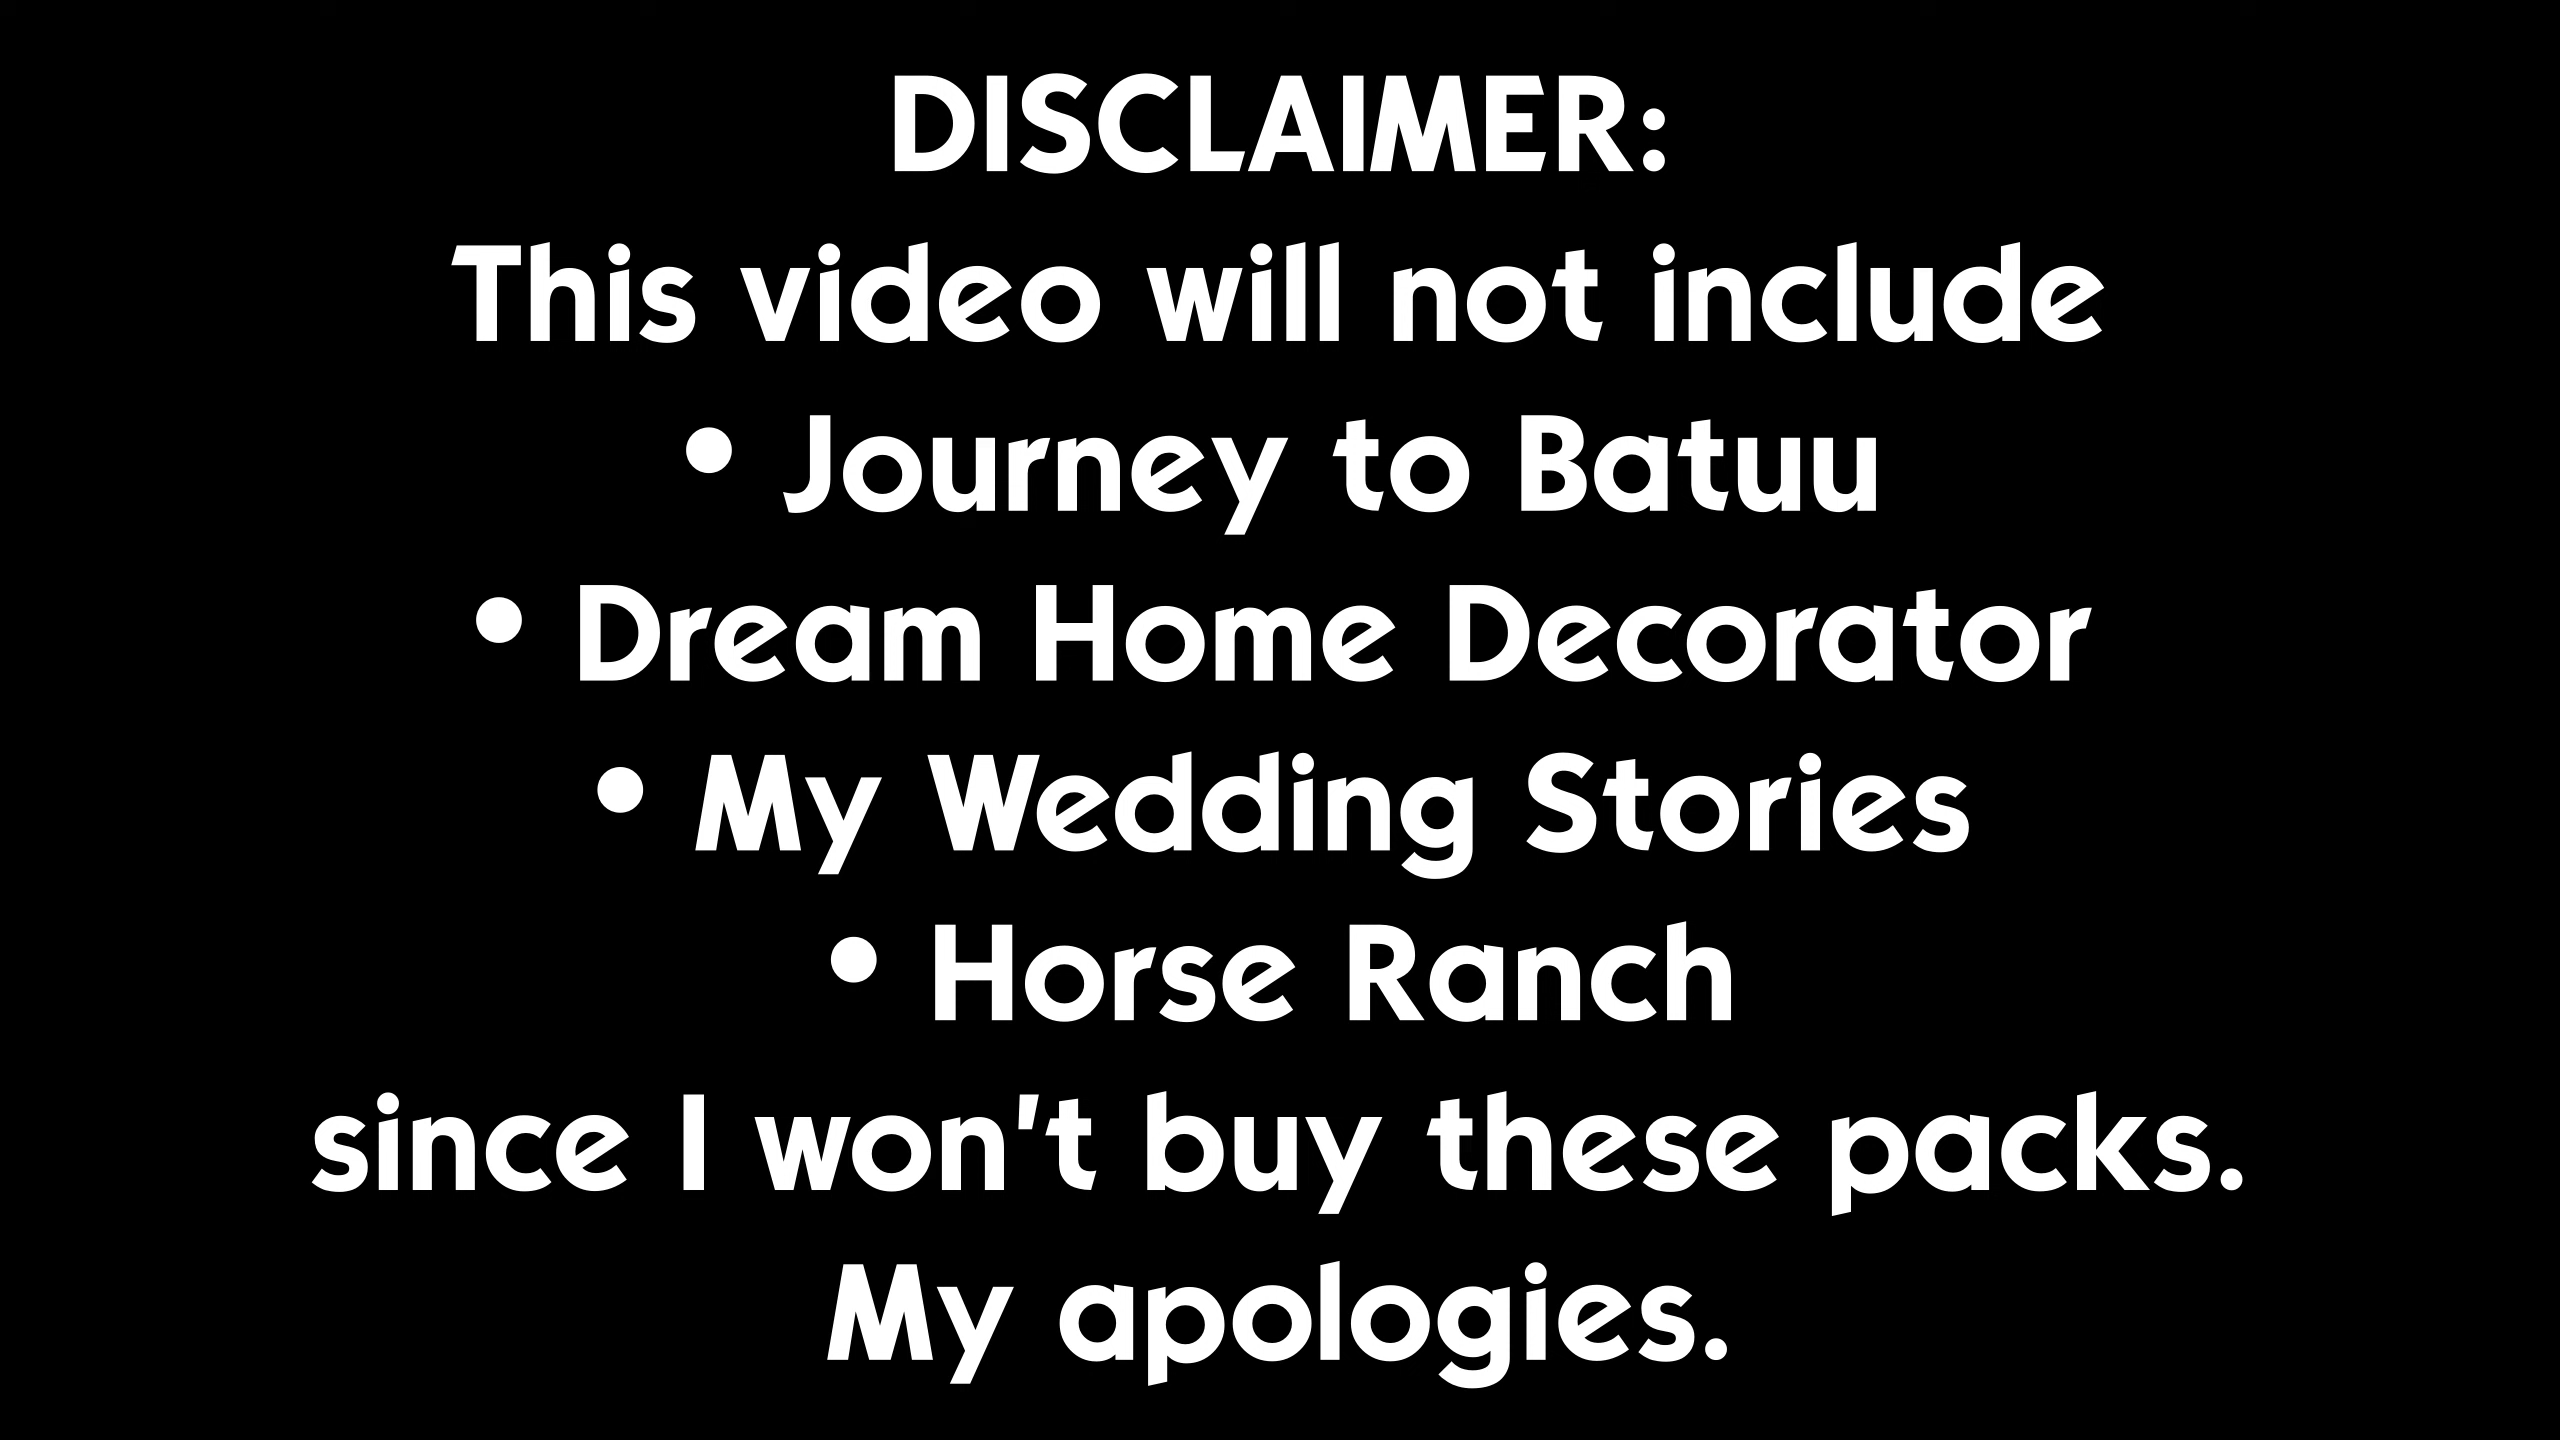 DISCLAIMER:
This video will not include
• Journey to Batuu
• Dream Home Decorator
• My Wedding Stories
• Horse Ranch
since I won't buy these packs.
My apologies.